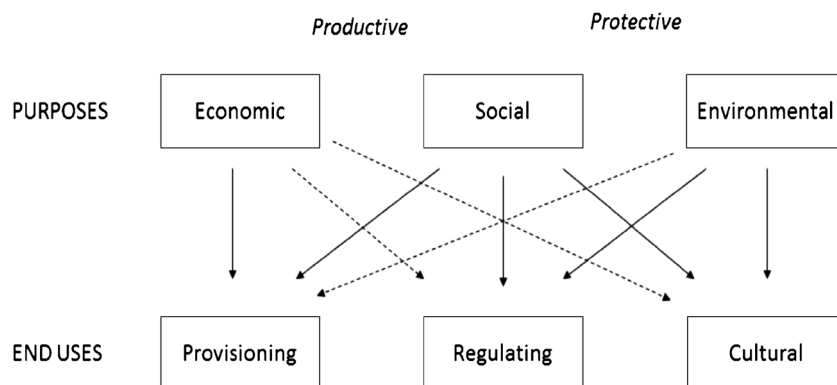 Productive Protective
PURPOSES Economic Social Environmental
END USES Provisioning Regulating Cultural